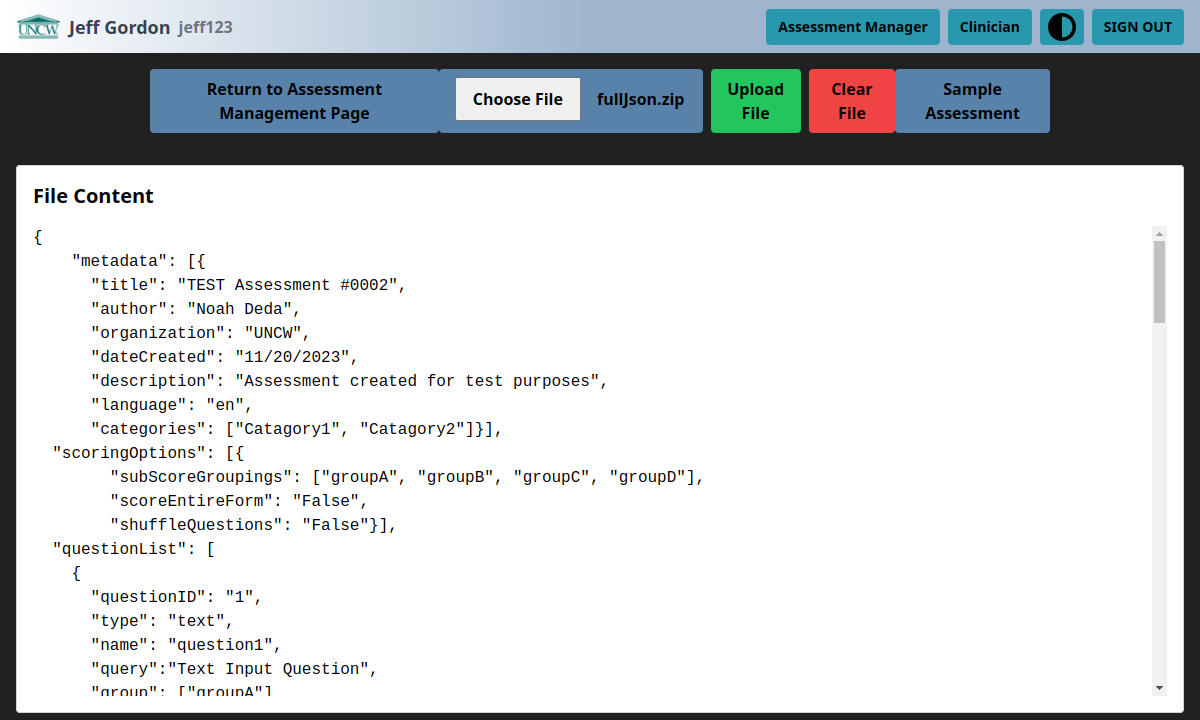 UNCW Jeff Gordon jeff123 Assessment Manager Clinician SIGN OUT
Return to Assessment Management Page
Choose File fullJson.zip
Upload File
Clear File
Sample Assessment
File Content
{
"metadata": [{
"title": "TEST Assessment #0002",
"author": "Noah Deda",
"organization": "UNCW",
"dateCreated": "11/20/2023",
"description": "Assessment created for test purposes",
"language": "en",
"categories": ["Catagory1", "Catagory2"]}],
"scoringOptions": [{
"subScoreGroupings": ["groupA", "groupB", "groupC", "groupD"],
"scoreEntireForm": "False",
"shuffleQuestions": "False"}],
"questionList": [
{
"questionID": "1",
"type": "text",
"name": "question1",
"query":"Text Input Question",
"group": ["groupA"]